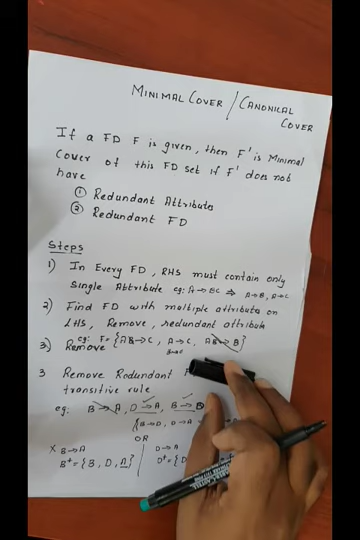 MINIMAL COVER / CANONICAL COVER
If a FD F is given, then F' is Minimal
Cover of this FD set if F' does not
have
① Redundant Attributes
② Redundant FD
Steps
1) In Every FD, RHS must contain only
Single Attribute eg: A→BC ⇒ A→B, A→C
2) Find FD with multiple attributes on
LHS, Remove redundant attribute
eg: F= {AB→C, A→C, AB→B}
3) Remove
3 Remove Redundant
transitive rule
eg: B→A, D→A, B→D
{B→D, D→A
OR
X B→A
D→A
B⁺ = {B, D, A}
D⁺ = {D